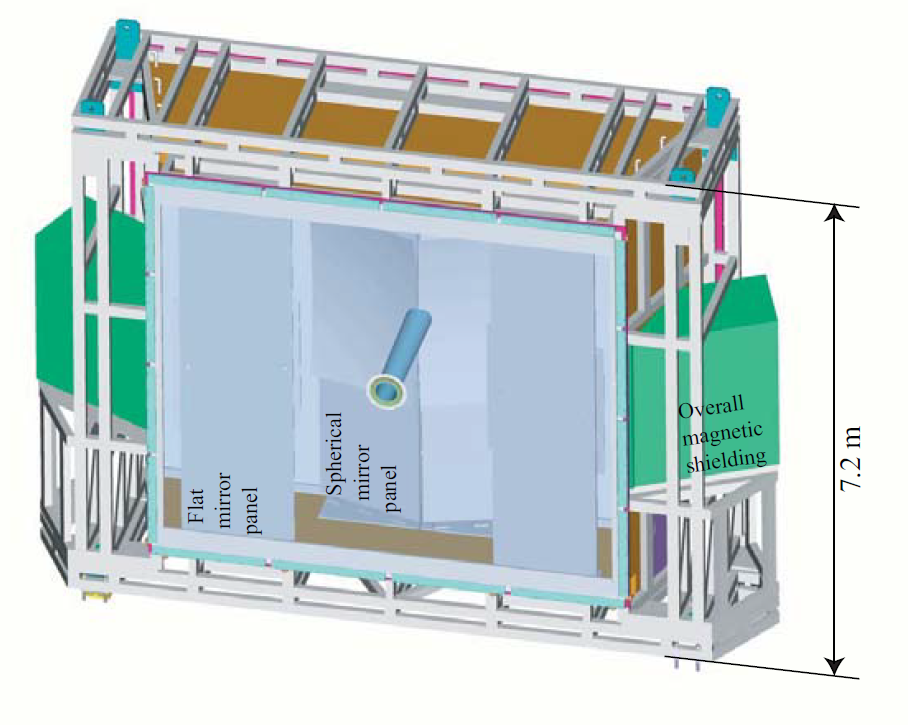 Flat
mirror
panel
Spherical
mirror
panel
Overall
magnetic
shielding
7.2 m